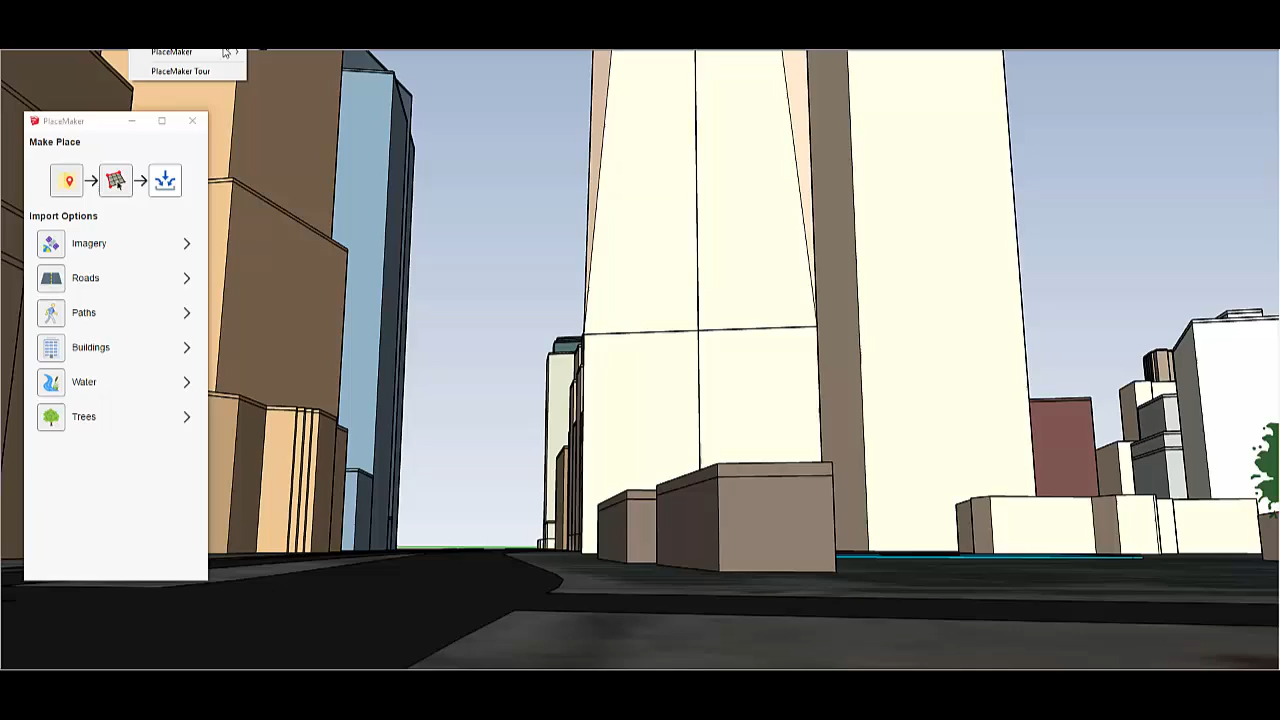 PlaceMaker
PlaceMaker Tour
PlaceMaker
Make Place
Import Options
Imagery
Roads
Paths
Buildings
Water
Trees